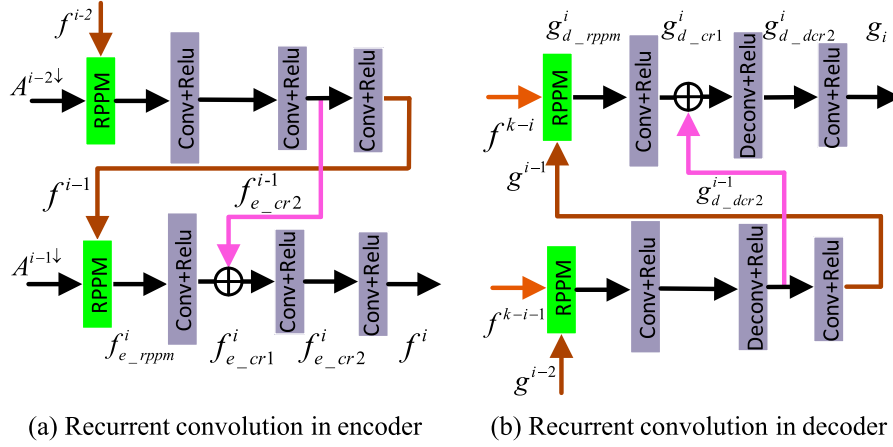 f^{i-2}
A^{i-2↓}
RPPM
Conv+Relu
Conv+Relu
Conv+Relu
f^{i-1}
f^{i-1}_{e_cr2}
A^{i-1↓}
RPPM
Conv+Relu
Conv+Relu
Conv+Relu
f^{i}_{e_rppm}
f^{i}_{e_cr1}
f^{i}_{e_cr2}
f^{i}
(a) Recurrent convolution in encoder
g^{i}_{d_rppm}
g^{i}_{d_cr1}
g^{i}_{d_dcr2}
g_{i}
RPPM
Conv+Relu
Deconv+Relu
Conv+Relu
f^{k-i}
g^{i-1}
g^{i-1}_{d_dcr2}
RPPM
Conv+Relu
Deconv+Relu
Conv+Relu
f^{k-i-1}
g^{i-2}
(b) Recurrent convolution in decoder